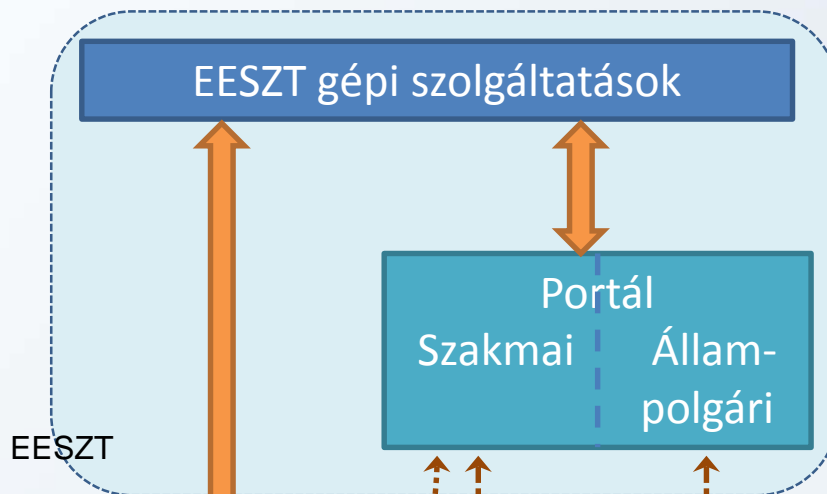 EESZT gépi szolgáltatások
Portál
Szakmai
Állam-
polgári
EESZT